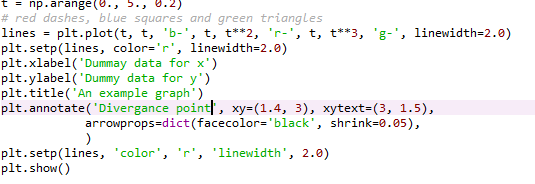 t = np.arange(0., 5., 0.2)
# red dashes, blue squares and green triangles
lines = plt.plot(t, t, 'b-', t, t**2, 'r-', t, t**3, 'g-', linewidth=2.0)
plt.setp(lines, color='r', linewidth=2.0)
plt.xlabel('Dummay data for x')
plt.ylabel('Dummy data for y')
plt.title('An example graph')
plt.annotate('Divergance point', xy=(1.4, 3), xytext=(3, 1.5),
            arrowprops=dict(facecolor='black', shrink=0.05),
            )
plt.setp(lines, 'color', 'r', 'linewidth', 2.0)
plt.show()